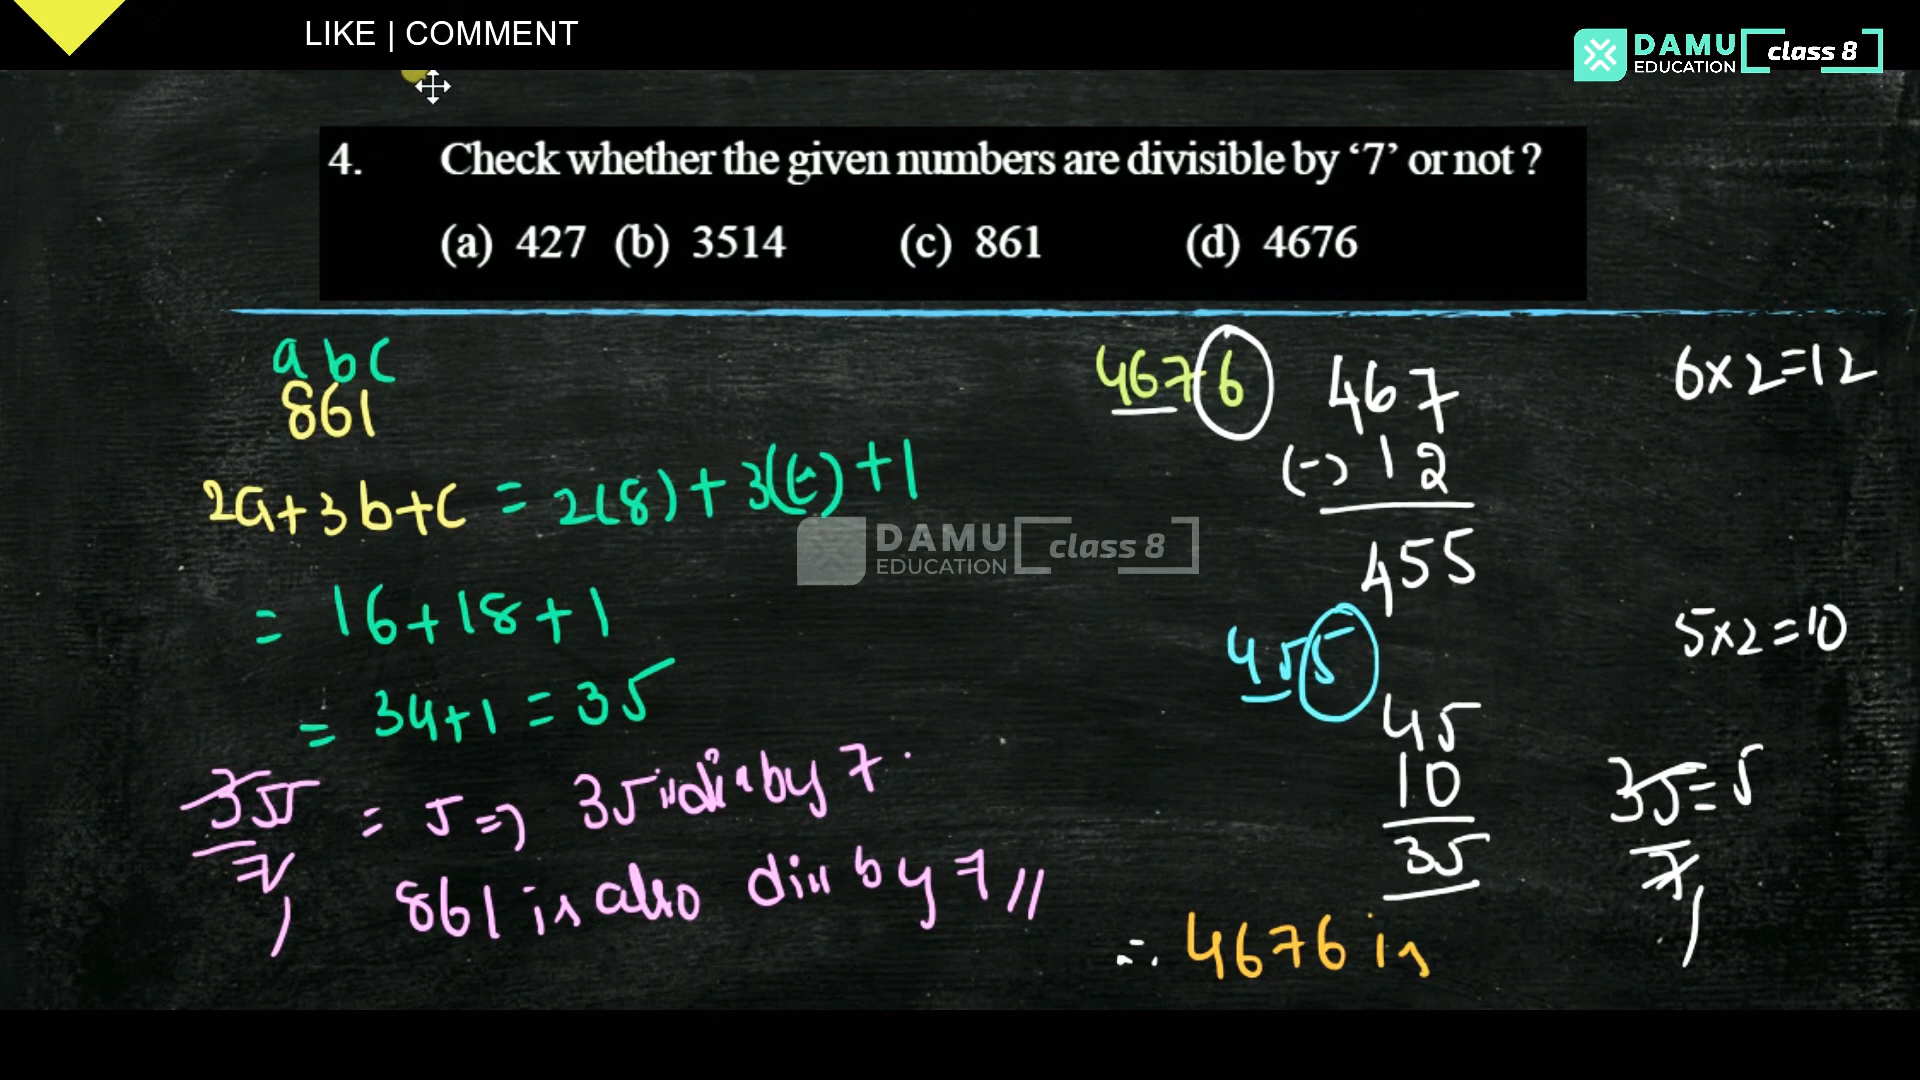 LIKE | COMMENT
DAMU EDUCATION class 8
4. Check whether the given numbers are divisible by ‘7’ or not ?
(a) 427 (b) 3514 (c) 861 (d) 4676
a b c
861
2a+3b+c = 2(8)+3(6)+1
= 16+18+1
= 34+1 = 35
35/7 = 5 ⇒ 35 is div by 7.
861 is also div by 7 //
4676
467
(-) 12
455
6×2=12
455
5×2=10
45
10
35
35/7 = 5
∴ 4676 is
DAMU EDUCATION class 8